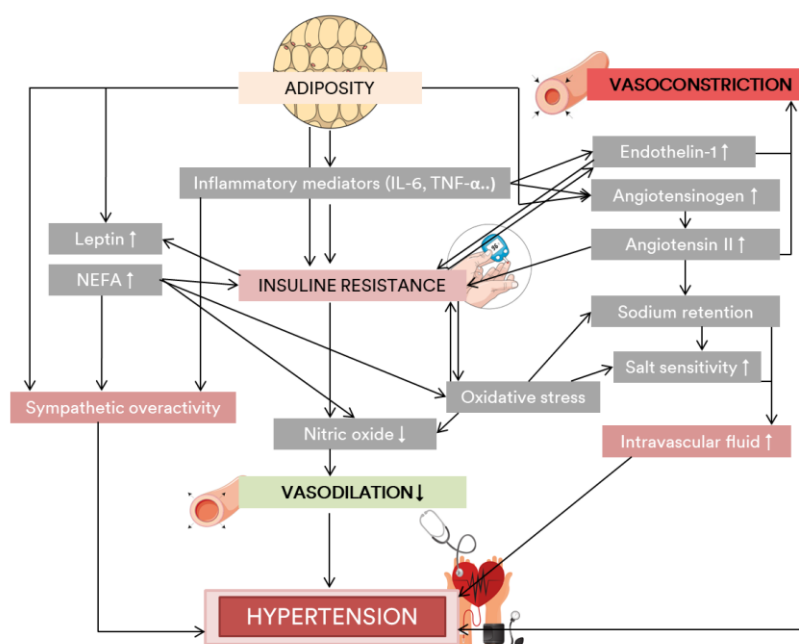 ADIPOSITY
VASOCONSTRICTION
Endothelin-1 ↑
Inflammatory mediators (IL-6, TNF-α..)
Angiotensinogen ↑
Leptin ↑
Angiotensin II ↑
NEFA ↑
INSULINE RESISTANCE
Sodium retention
Salt sensitivity ↑
Oxidative stress
Sympathetic overactivity
Nitric oxide ↓
Intravascular fluid ↑
VASODILATION ↓
HYPERTENSION